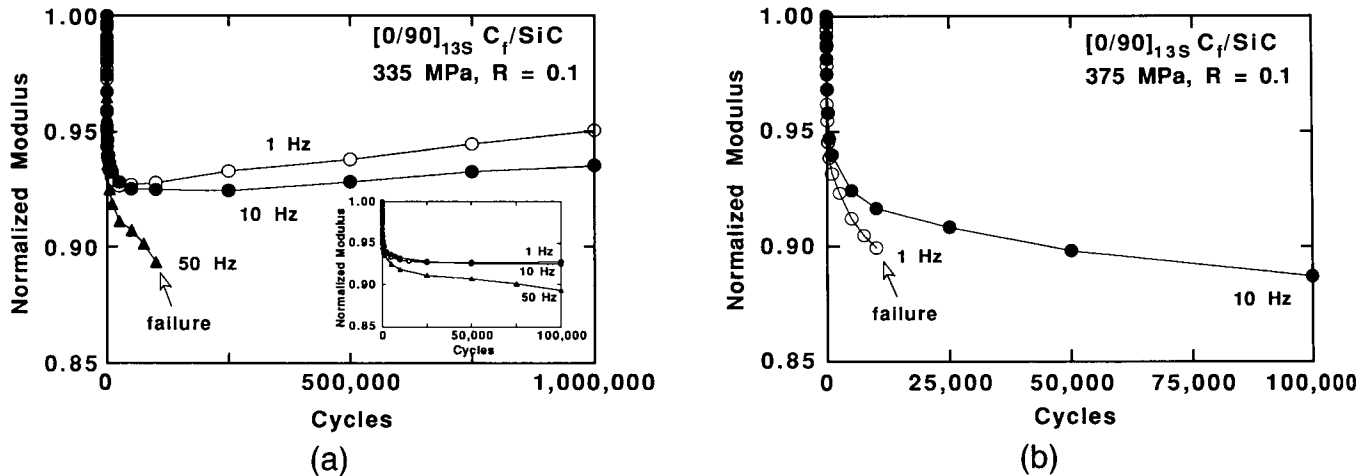 [0/90]13S Cf/SiC
335 MPa, R = 0.1
Normalized Modulus
1.00
0.95
0.90
0.85
1 Hz
10 Hz
50 Hz
failure
Normalized Modulus
1.00
0.95
0.90
0.85
1 Hz
10 Hz
50 Hz
0
50,000
100,000
Cycles
0
500,000
1,000,000
Cycles
(a)
[0/90]13S Cf/SiC
375 MPa, R = 0.1
Normalized Modulus
1.00
0.95
0.90
0.85
1 Hz
failure
10 Hz
0
25,000
50,000
75,000
100,000
Cycles
(b)